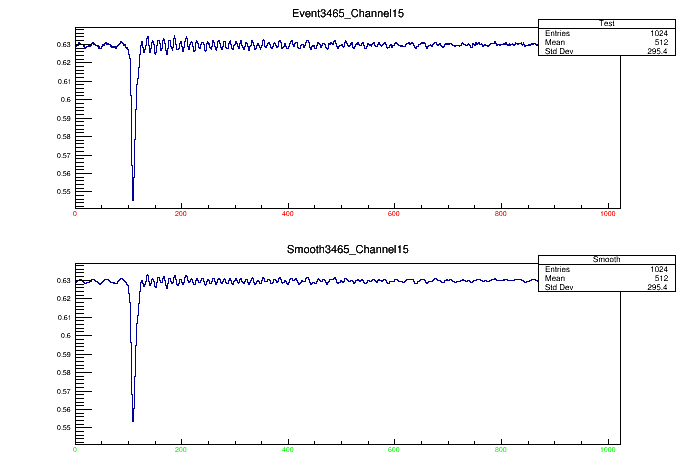 Event3465_Channel15
Test
Entries 1024
Mean 512
Std Dev 295.4
0.63
0.62
0.61
0.6
0.59
0.58
0.57
0.56
0.55
0 200 400 600 800 1000
Smooth3465_Channel15
Smooth
Entries 1024
Mean 512
Std Dev 295.4
0.63
0.62
0.61
0.6
0.59
0.58
0.57
0.56
0.55
0 200 400 600 800 1000